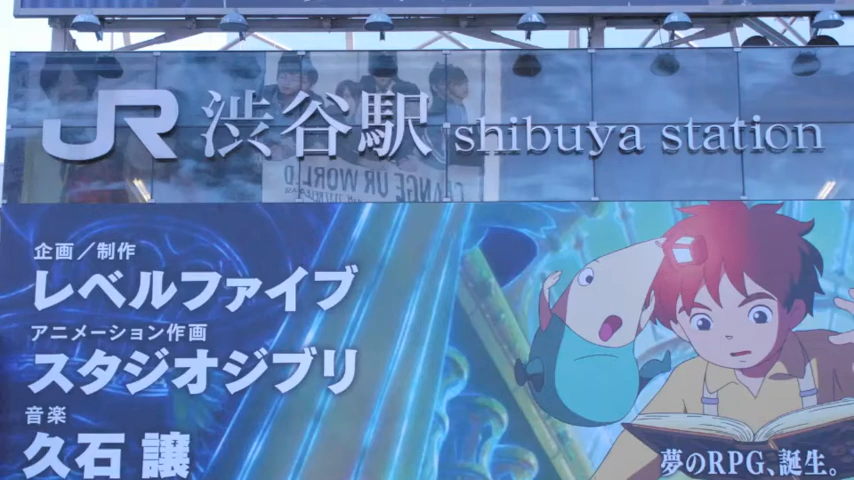 JR 渋谷駅 shibuya station
CHANGE UR WORLD
企画／制作
レベルファイブ
アニメーション作画
スタジオジブリ
音楽
久石 譲
夢のRPG、誕生。